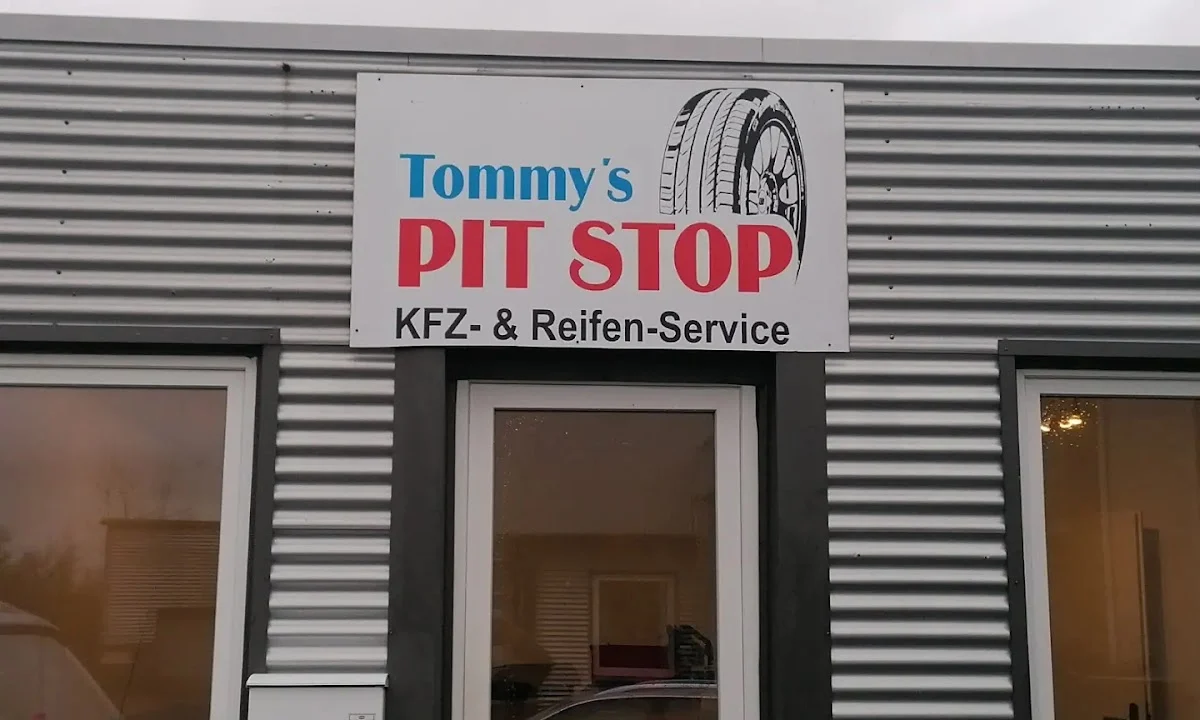 Tommy's
PIT STOP
KFZ- & Reifen-Service